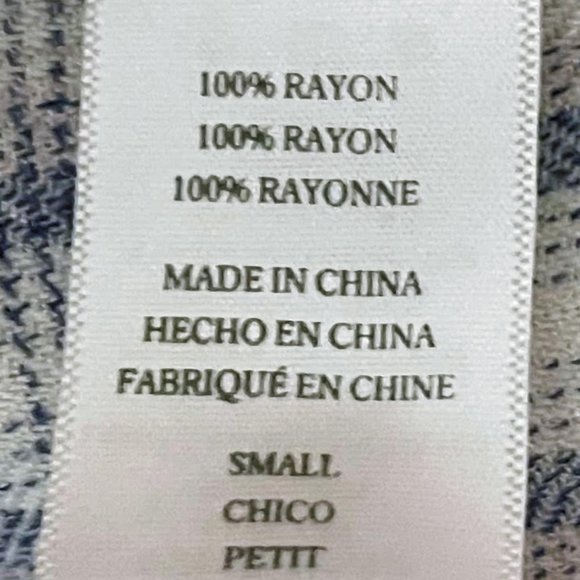 100% RAYON
100% RAYON
100% RAYONNE
MADE IN CHINA
HECHO EN CHINA
FABRIQUÉ EN CHINE
SMALL
CHICO
PETIT